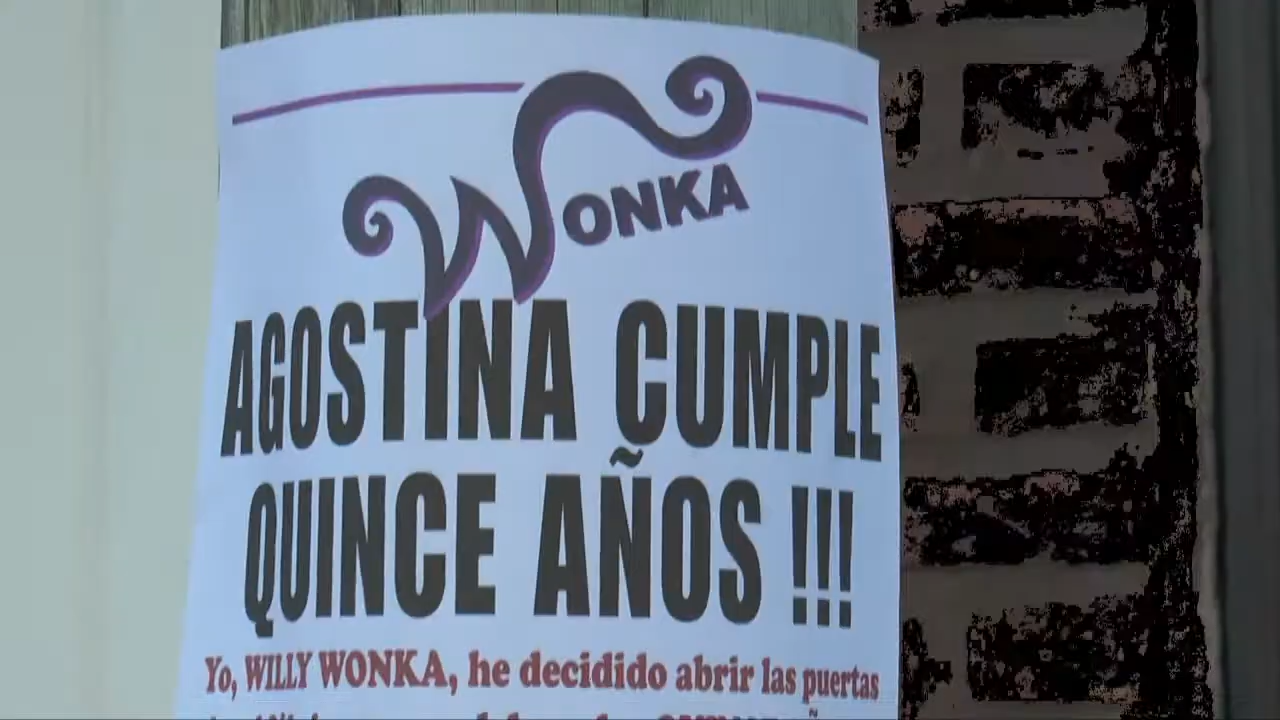 WONKA
AGOSTINA CUMPLE
QUINCE AÑOS !!!
Yo, WILLY WONKA, he decidido abrir las puertas